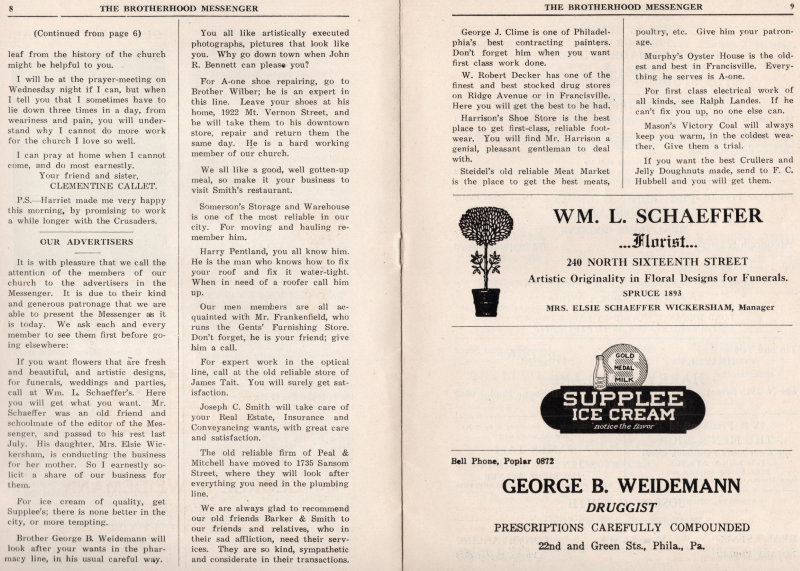 8 THE BROTHERHOOD MESSENGER
(Continued from page 6)
leaf from the history of the church
might be helpful to you.
I will be at the prayer-meeting on
Wednesday night if I can, but when
I tell you that I sometimes have to
lie down three times in a day, from
weariness and pain, you will under-
stand why I cannot do more work
for the church I love so well.
I can pray at home when I cannot
come, and do most earnestly.
Your friend and sister,
CLEMENTINE CALLET.
P.S.—Harriet made me very happy
this morning, by promising to work
a while longer with the Crusaders.
OUR ADVERTISERS
It is with pleasure that we call the
attention of the members of our
church to the advertisers in the
Messenger. It is due to their kind
and generous patronage that we are
able to present the Messenger as it
is today. We ask each and every
member to see them first before go-
ing elsewhere:
If you want flowers that are fresh
and beautiful, and artistic designs,
for funerals, weddings and parties,
call at Wm. L. Schaeffer's. Here
you will get what you want. Mr.
Schaeffer was an old friend and
schoolmate of the editor of the Mes-
senger, and passed to his rest last
July. His daughter, Mrs. Elsie Wic-
kersham, is conducting the business
for her mother. So I earnestly so-
licit a share of our business for
them.
For ice cream of quality, get
Supplee's; there is none better in the
city, or more tempting.
Brother George B. Weidemann will
look after your wants in the phar-
macy line, in his usual careful way.
You all like artistically executed
photographs, pictures that look like
you. Why go down town when John
R. Bennett can please you?
For A-one shoe repairing, go to
Brother Wilber; he is an expert in
this line. Leave your shoes at his
home, 1922 Mt. Vernon Street, and
he will take them to his downtown
store, repair and return them the
same day. He is a hard working
member of our church.
We all like a good, well gotten-up
meal, so make it your business to
visit Smith's restaurant.
Somerson's Storage and Warehouse
is one of the most reliable in our
city. For moving and hauling re-
member him.
Harry Pentland, you all know him.
He is the man who knows how to fix
your roof and fix it water-tight.
When in need of a roofer call him
up.
Our men members are all ac-
quainted with Mr. Frankenfield, who
runs the Gents' Furnishing Store.
Don't forget, he is your friend; give
him a call.
For expert work in the optical
line, call at the old reliable store of
James Tait. You will surely get sat-
isfaction.
Joseph C. Smith will take care of
your Real Estate, Insurance and
Conveyancing wants, with great care
and satisfaction.
The old reliable firm of Peal &
Mitchell have moved to 1735 Sansom
Street, where they will look after
everything you need in the plumbing
line.
We are always glad to recommend
our old friends Barker & Smith to
our friends and relatives, who in
their sad affliction, need their serv-
ices. They are so kind, sympathetic
and considerate in their transactions.
THE BROTHERHOOD MESSENGER 9
George J. Clime is one of Philadel-
phia's best contracting painters.
Don't forget him when you want
first class work done.
W. Robert Decker has one of the
finest and best stocked drug stores
on Ridge Avenue or in Francisville.
Here you will get the best to be had.
Harrison's Shoe Store is the best
place to get first-class, reliable foot-
wear. You will find Mr. Harrison a
genial, pleasant gentleman to deal
with.
Steidel's old reliable Meat Market
is the place to get the best meats,
poultry, etc. Give him your patron-
age.
Murphy's Oyster House is the old-
est and best in Francisville. Every-
thing he serves is A-one.
For first class electrical work of
all kinds, see Ralph Landes. If he
can't fix you up, no one else can.
Mason's Victory Coal will always
keep you warm, in the coldest wea-
ther. Give them a trial.
If you want the best Crullers and
Jelly Doughnuts made, send to F. C.
Hubbell and you will get them.
WM. L. SCHAEFFER
...Florist...
240 NORTH SIXTEENTH STREET
Artistic Originality in Floral Designs for Funerals.
SPRUCE 1893
MRS. ELSIE SCHAEFFER WICKERSHAM, Manager
GOLD
MEDAL
MILK
SUPPLEE
ICE CREAM
notice the flavor
Bell Phone, Poplar 0872
GEORGE B. WEIDEMANN
DRUGGIST
PRESCRIPTIONS CAREFULLY COMPOUNDED
22nd and Green Sts., Phila., Pa.